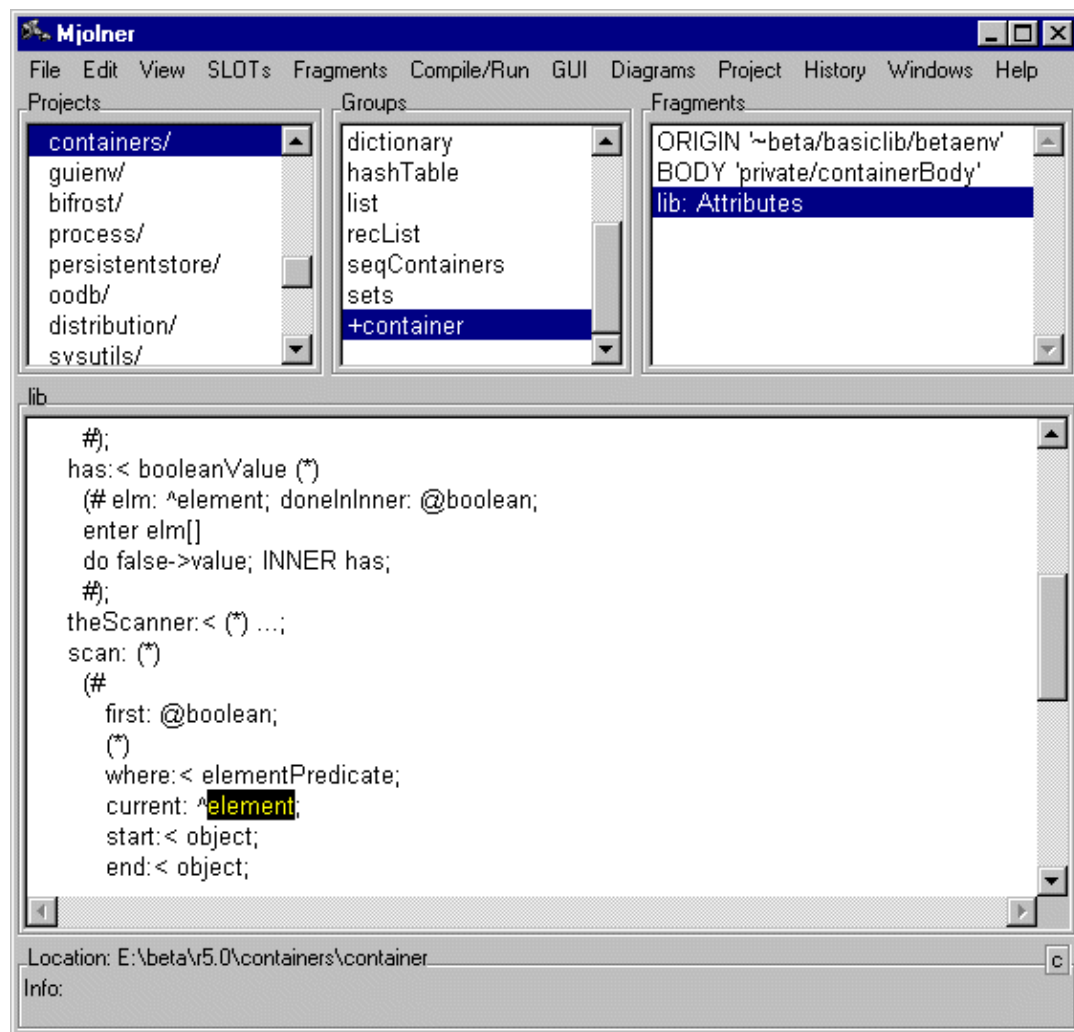 Mjolner
File Edit View SLOTs Fragments Compile/Run GUI Diagrams Project History Windows Help
Projects
containers/
guienv/
bifrost/
process/
persistentstore/
oodb/
distribution/
sysutils/
Groups
dictionary
hashTable
list
recList
seqContainers
sets
+container
Fragments
ORIGIN '~beta/basiclib/betaenv'
BODY 'private/containerBody'
lib: Attributes
lib
#);
has:< booleanValue (*)
(# elm: ^element; doneInInner: @boolean;
enter elm[]
do false->value; INNER has;
#);
theScanner:< (*) ...;
scan: (*)
(#
first: @boolean;
(*)
where:< elementPredicate;
current: ^element;
start:< object;
end:< object;
Location: E:\beta\r5.0\containers\container
c
Info: